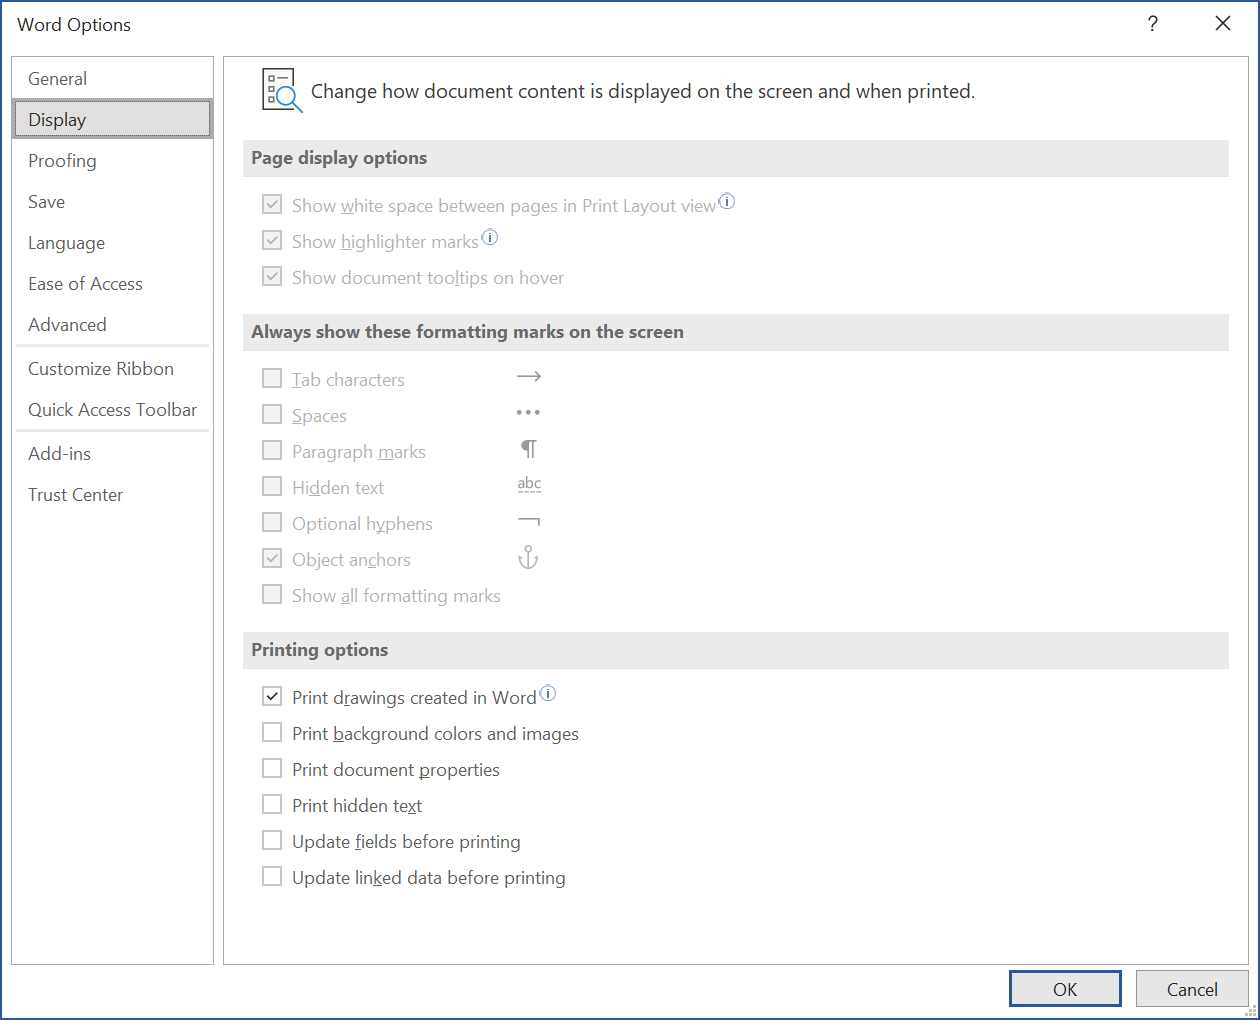 Word Options
?
General
Display
Proofing
Save
Language
Ease of Access
Advanced
Customize Ribbon
Quick Access Toolbar
Add-ins
Trust Center
Change how document content is displayed on the screen and when printed.
Page display options
Show white space between pages in Print Layout view
Show highlighter marks
Show document tooltips on hover
Always show these formatting marks on the screen
Tab characters
Spaces
Paragraph marks ¶
Hidden text abc
Optional hyphens
Object anchors
Show all formatting marks
Printing options
Print drawings created in Word
Print background colors and images
Print document properties
Print hidden text
Update fields before printing
Update linked data before printing
OK Cancel